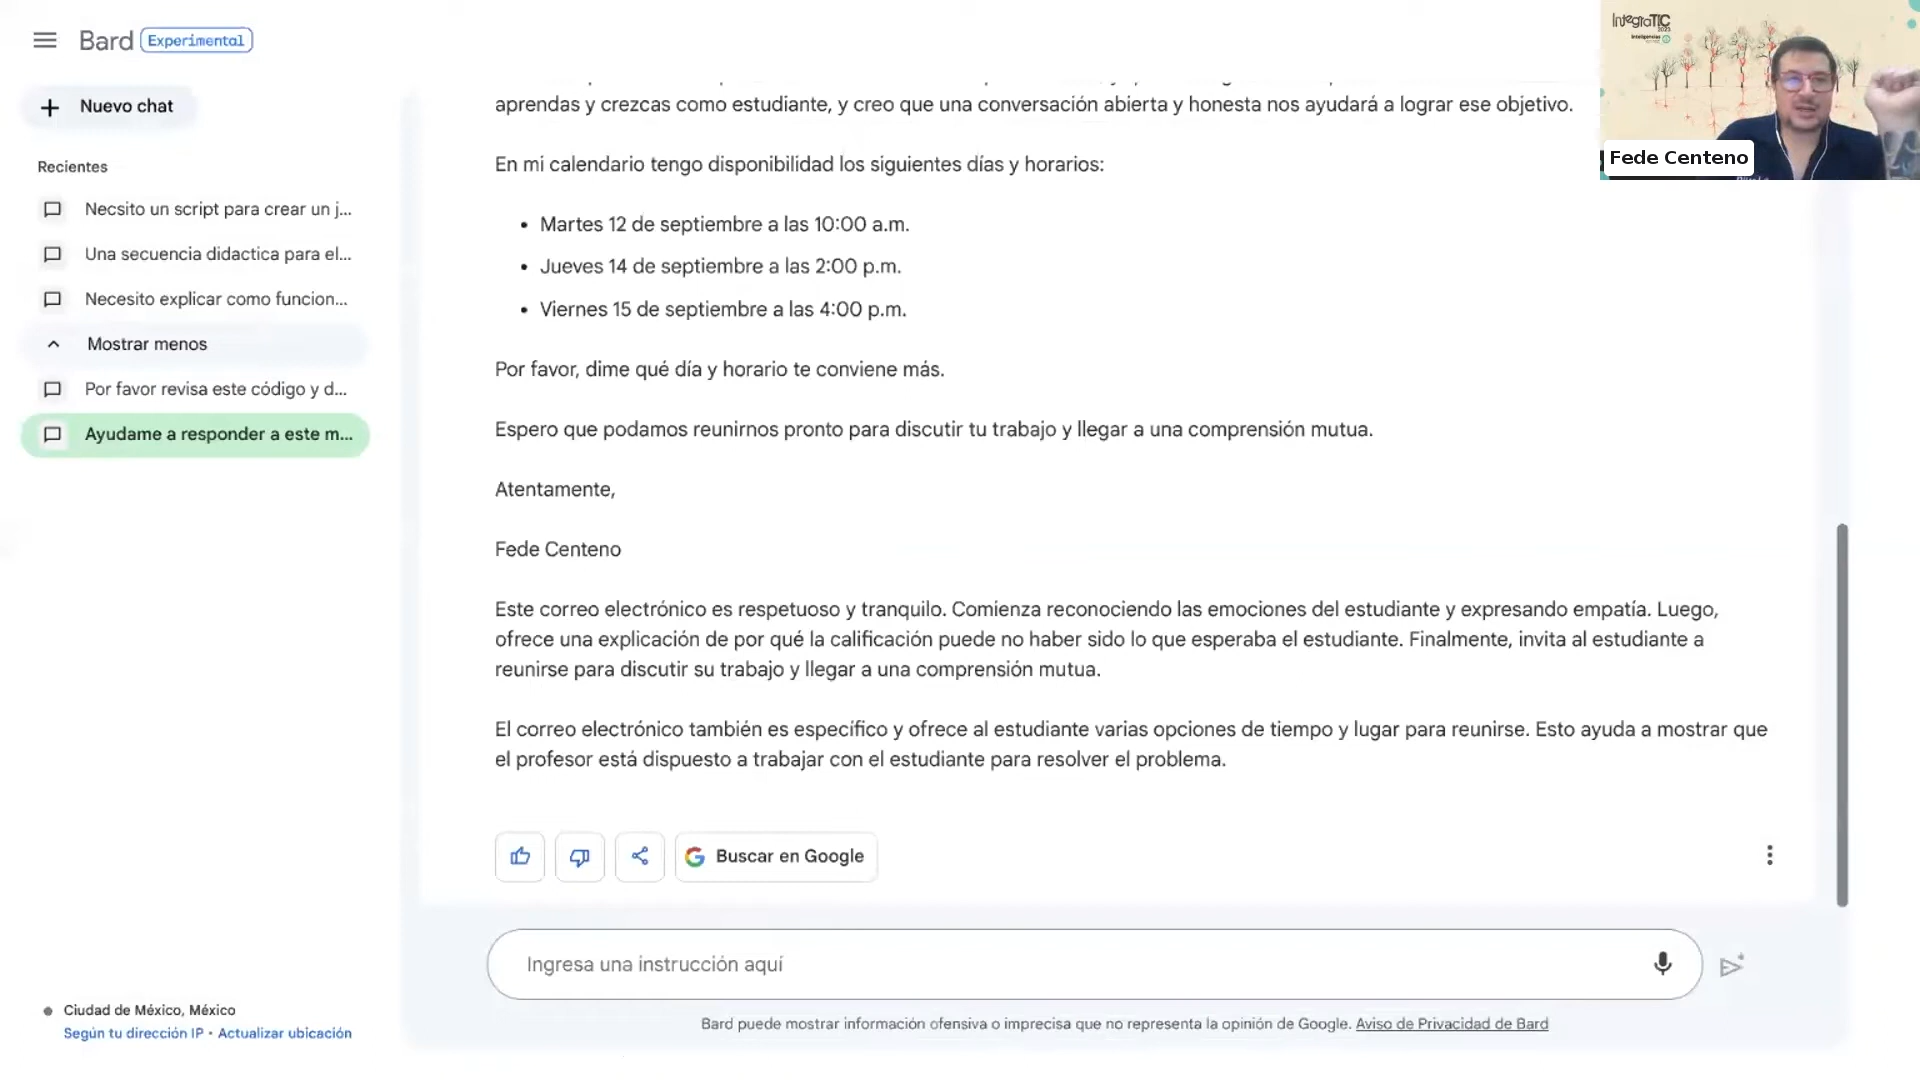 Bard Experimental
Nuevo chat
Recientes
Necsito un script para crear un j...
Una secuencia didactica para el...
Necesito explicar como funcion...
Mostrar menos
Por favor revisa este código y d...
Ayudame a responder a este m...
Ciudad de México, México
Según tu dirección IP • Actualizar ubicación
aprendas y crezcas como estudiante, y creo que una conversación abierta y honesta nos ayudará a lograr ese objetivo.
En mi calendario tengo disponibilidad los siguientes días y horarios:
• Martes 12 de septiembre a las 10:00 a.m.
• Jueves 14 de septiembre a las 2:00 p.m.
• Viernes 15 de septiembre a las 4:00 p.m.
Por favor, dime qué día y horario te conviene más.
Espero que podamos reunirnos pronto para discutir tu trabajo y llegar a una comprensión mutua.
Atentamente,
Fede Centeno
Este correo electrónico es respetuoso y tranquilo. Comienza reconociendo las emociones del estudiante y expresando empatía. Luego,
ofrece una explicación de por qué la calificación puede no haber sido lo que esperaba el estudiante. Finalmente, invita al estudiante a
reunirse para discutir su trabajo y llegar a una comprensión mutua.
El correo electrónico también es específico y ofrece al estudiante varias opciones de tiempo y lugar para reunirse. Esto ayuda a mostrar que
el profesor está dispuesto a trabajar con el estudiante para resolver el problema.
Buscar en Google
Ingresa una instrucción aquí
Bard puede mostrar información ofensiva o imprecisa que no representa la opinión de Google. Aviso de Privacidad de Bard
IntegraTIC
2023
Inteligencias
Fede Centeno